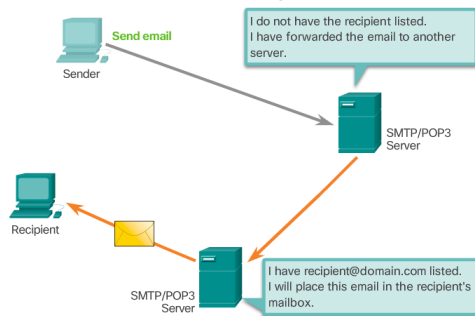 I do not have the recipient listed.
I have forwarded the email to another
server.
Send email
Sender
SMTP/POP3
Server
Recipient
I have recipient@domain.com listed.
I will place this email in the recipient's
mailbox.
SMTP/POP3
Server